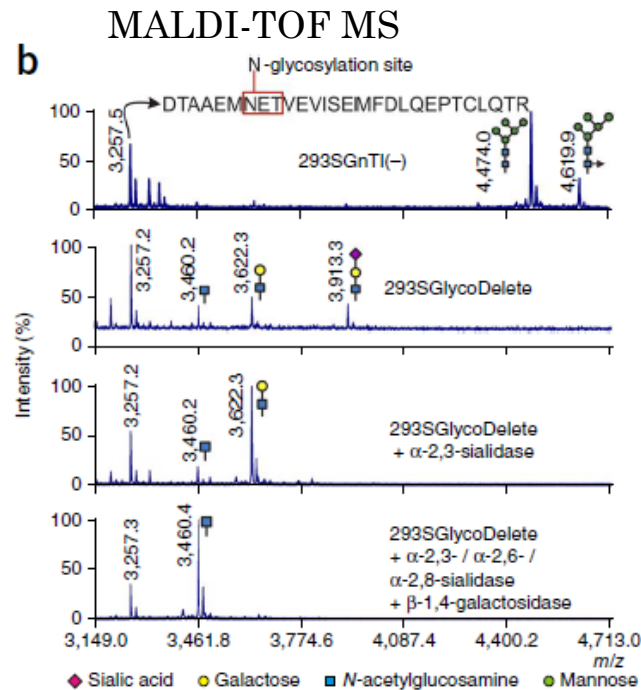 MALDI-TOF MS
b
N-glycosylation site
DTAAEMNETVEVISEMFDLQEPTCLQTR
100
50
0
3,257.5
293SGnTI(–)
4,474.0
4,619.9
100
50
0
3,257.2
3,460.2
3,622.3
3,913.3
293SGlycoDelete
Intensity (%)
100
50
0
3,257.2
3,460.2
3,622.3
293SGlycoDelete
+ α-2,3-sialidase
100
50
0
3,257.3
3,460.4
293SGlycoDelete
+ α-2,3- / α-2,6- /
α-2,8-sialidase
+ β-1,4-galactosidase
3,149.0 3,461.8 3,774.6 4,087.4 4,400.2 4,713.0
m/z
Sialic acid Galactose N-acetylglucosamine Mannose